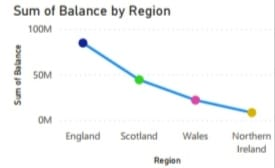 Sum of Balance by Region
100M
50M
0M
Sum of Balance
England
Scotland
Wales
Northern
Ireland
Region